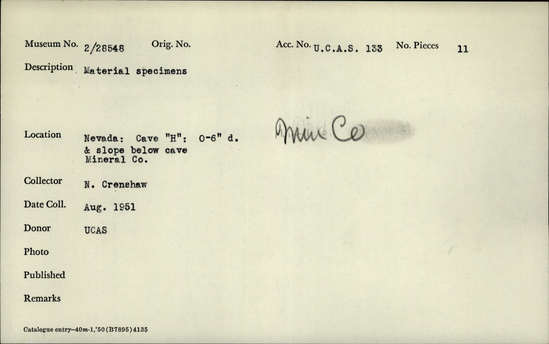 Museum No. 2/28548 Orig. No. Acc. No. U.C.A.S. 133 No. Pieces 11
Description Material specimens
Location Nevada: Cave "H"; 0-6" d. Min Co
& slope below cave
Mineral Co.
Collector N. Crenshaw
Date Coll. Aug. 1951
Donor UCAS
Photo
Published
Remarks
Catalogue entry—40m-1,'50 (B7895) 4135